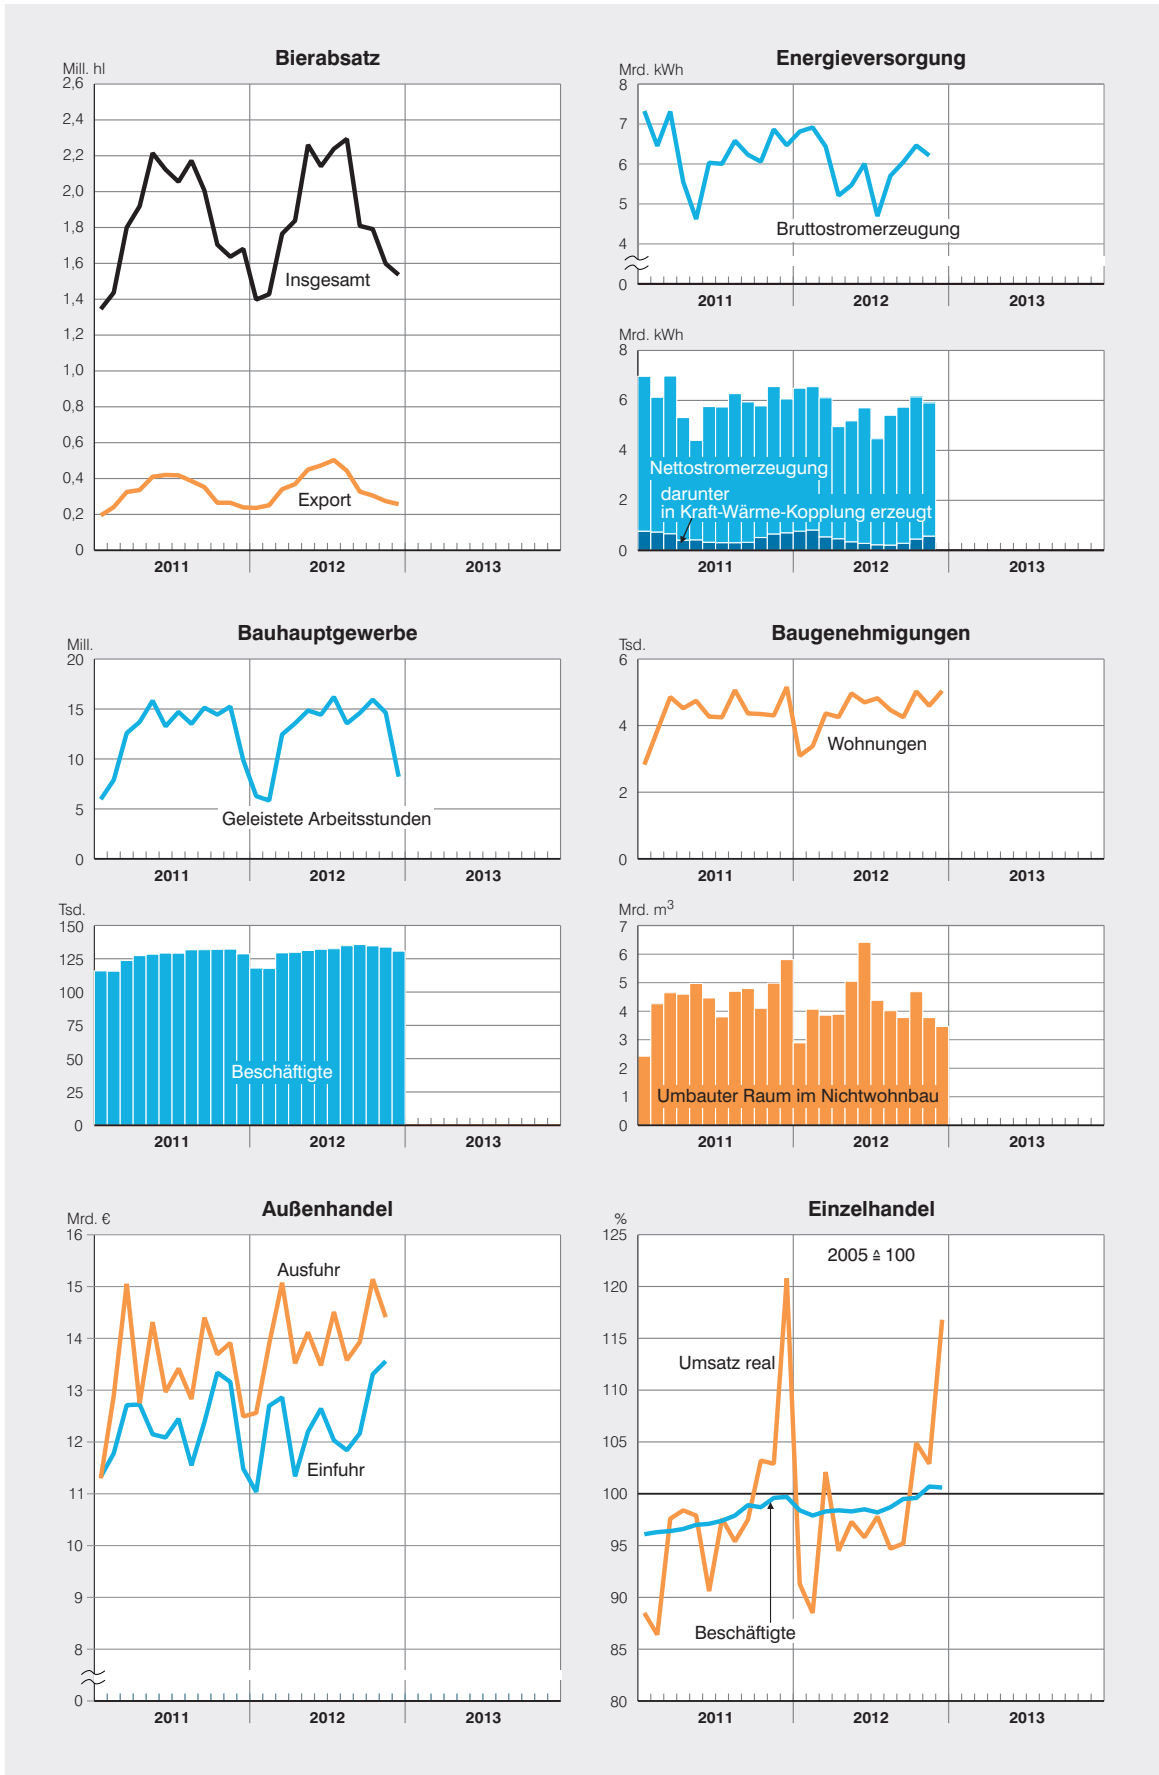 Bierabsatz
Mill. hl
2,6
2,4
2,2
2,0
1,8
1,6
1,4
1,2
1,0
0,8
0,6
0,4
0,2
0
Insgesamt
Export
2011 2012 2013
Energieversorgung
Mrd. kWh
8
7
6
5
4
0
Bruttostromerzeugung
2011 2012 2013
Mrd. kWh
8
6
4
2
0
Nettostromerzeugung
darunter
in Kraft-Wärme-Kopplung erzeugt
2011 2012 2013
Bauhauptgewerbe
Mill.
20
15
10
5
0
Geleistete Arbeitsstunden
2011 2012 2013
Tsd.
150
125
100
75
50
25
0
Beschäftigte
2011 2012 2013
Baugenehmigungen
Tsd.
6
4
2
0
Wohnungen
2011 2012 2013
Mrd. m³
7
6
5
4
3
2
1
0
Umbauter Raum im Nichtwohnbau
2011 2012 2013
Außenhandel
Mrd. €
16
15
14
13
12
11
10
9
8
0
Ausfuhr
Einfuhr
2011 2012 2013
Einzelhandel
%
125
120
115
110
105
100
95
90
85
80
2005 ≙ 100
Umsatz real
Beschäftigte
2011 2012 2013